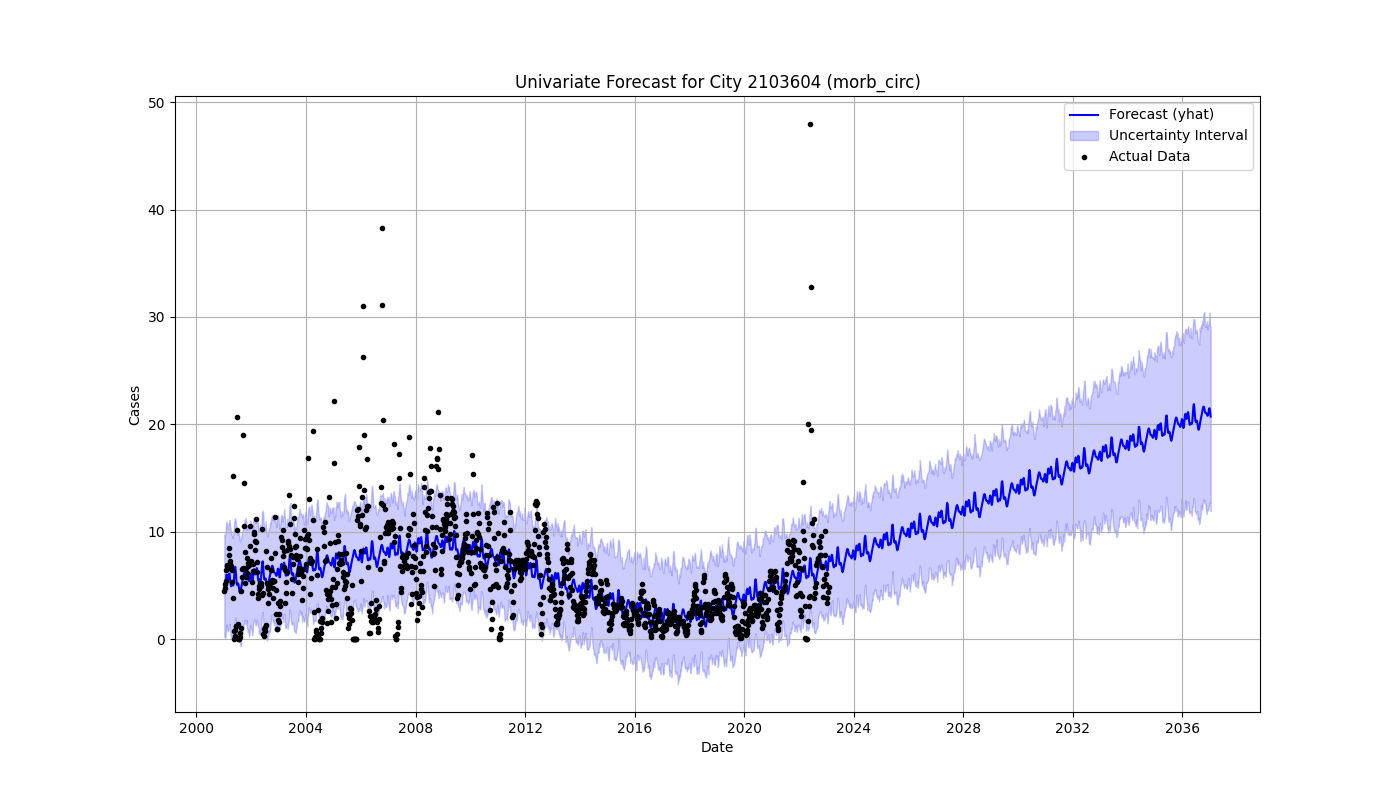 Univariate Forecast for City 2103604 (morb_circ)
Forecast (yhat)
Uncertainty Interval
Actual Data
Cases
50
40
30
20
10
0
2000 2004 2008 2012 2016 2020 2024 2028 2032 2036
Date